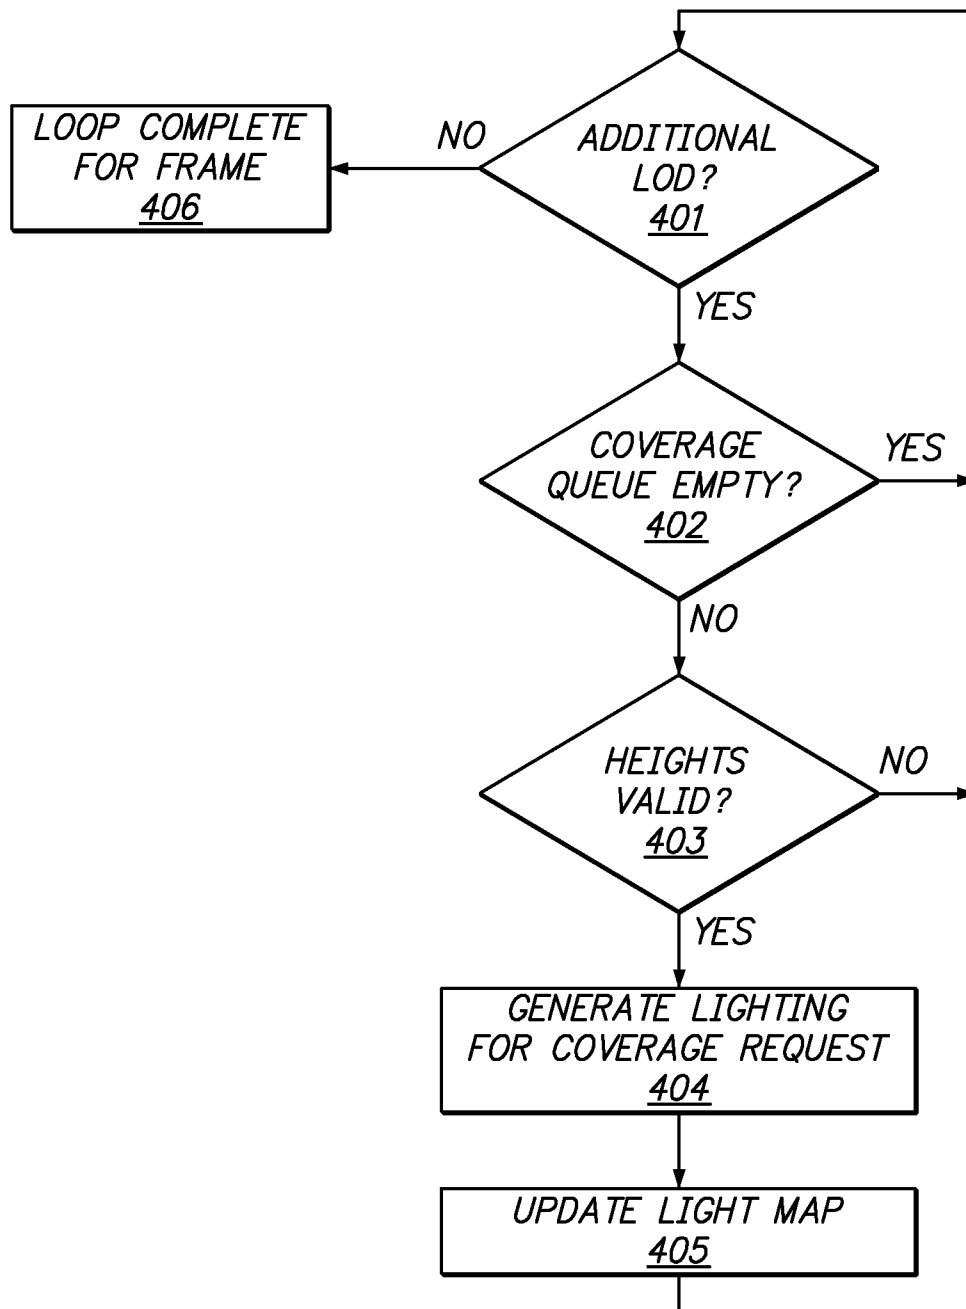 ADDITIONAL
LOD?
401
NO
LOOP COMPLETE
FOR FRAME
406
YES
COVERAGE
QUEUE EMPTY?
402
YES
NO
HEIGHTS
VALID?
403
NO
YES
GENERATE LIGHTING
FOR COVERAGE REQUEST
404
UPDATE LIGHT MAP
405